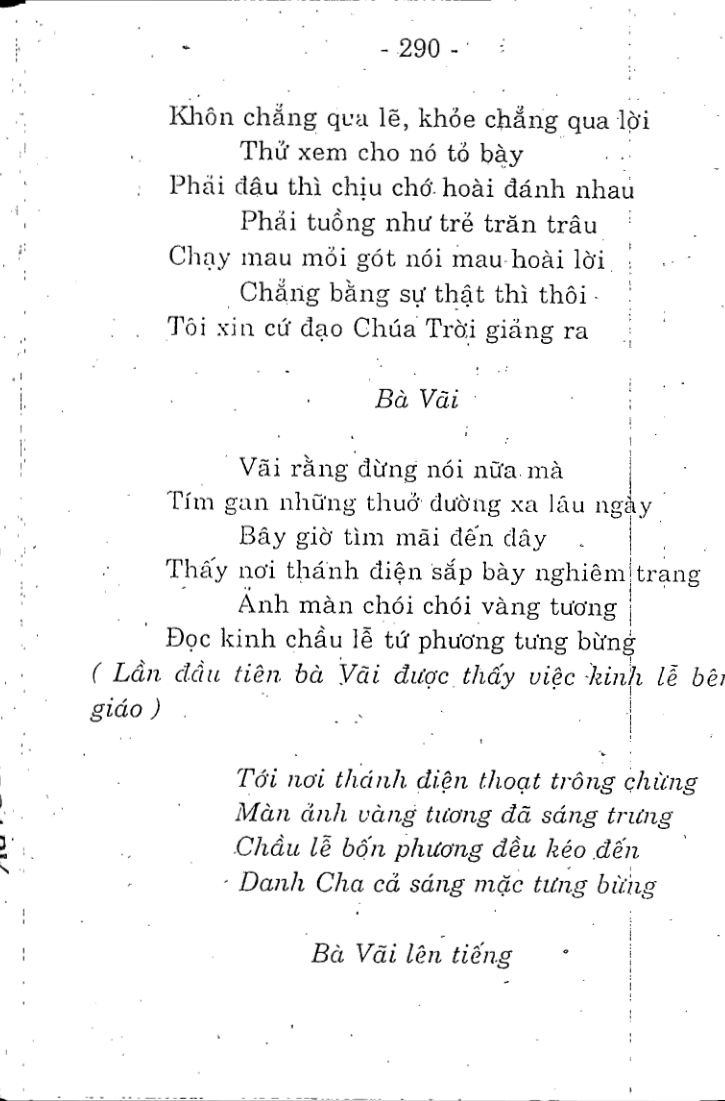 - 290 -
Khôn chẳng qua lẽ, khỏe chẳng qua lời
Thử xem cho nó tỏ bày
Phải đâu thì chịu chớ hoài đánh nhau
Phải tuồng như trẻ trăn trâu
Chạy mau mỏi gót nói mau hoài lời
Chẳng bằng sự thật thì thôi
Tôi xin cứ đạo Chúa Trời giảng ra
Bà Vãi
Vãi rằng đừng nói nữa mà
Tím gan những thuở đường xa lâu ngày
Bây giờ tìm mãi đến đây
Thấy nơi thánh điện sắp bày nghiêm trang
Ảnh màn chói chói vàng tương
Đọc kinh chầu lễ tứ phương tưng bừng
( Lần đầu tiên bà Vãi được thấy việc kinh lễ bên
giáo )
Tới nơi thánh điện thoạt trông chừng
Màn ảnh vàng tương đã sáng trưng
Chầu lễ bốn phương đều kéo đến
Danh Cha cả sáng mặc tưng bừng
Bà Vãi lên tiếng